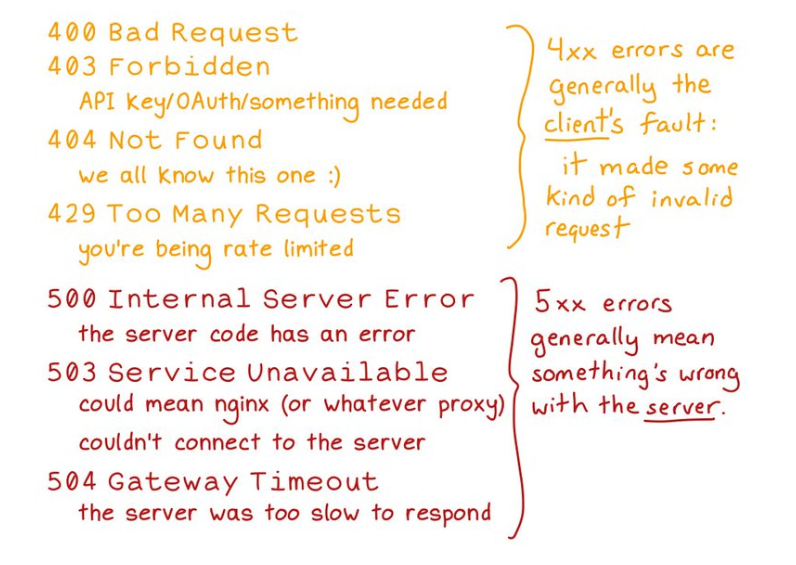 400 Bad Request
403 Forbidden
API Key/OAuth/something needed
404 Not Found
we all know this one :)
429 Too Many Requests
you're being rate limited
4xx errors are
generally the
client's fault:
it made some
kind of invalid
request
500 Internal Server Error
the server code has an error
503 Service Unavailable
could mean nginx (or whatever proxy)
couldn't connect to the server
504 Gateway Timeout
the server was too slow to respond
5xx errors
generally mean
something's wrong
with the server.